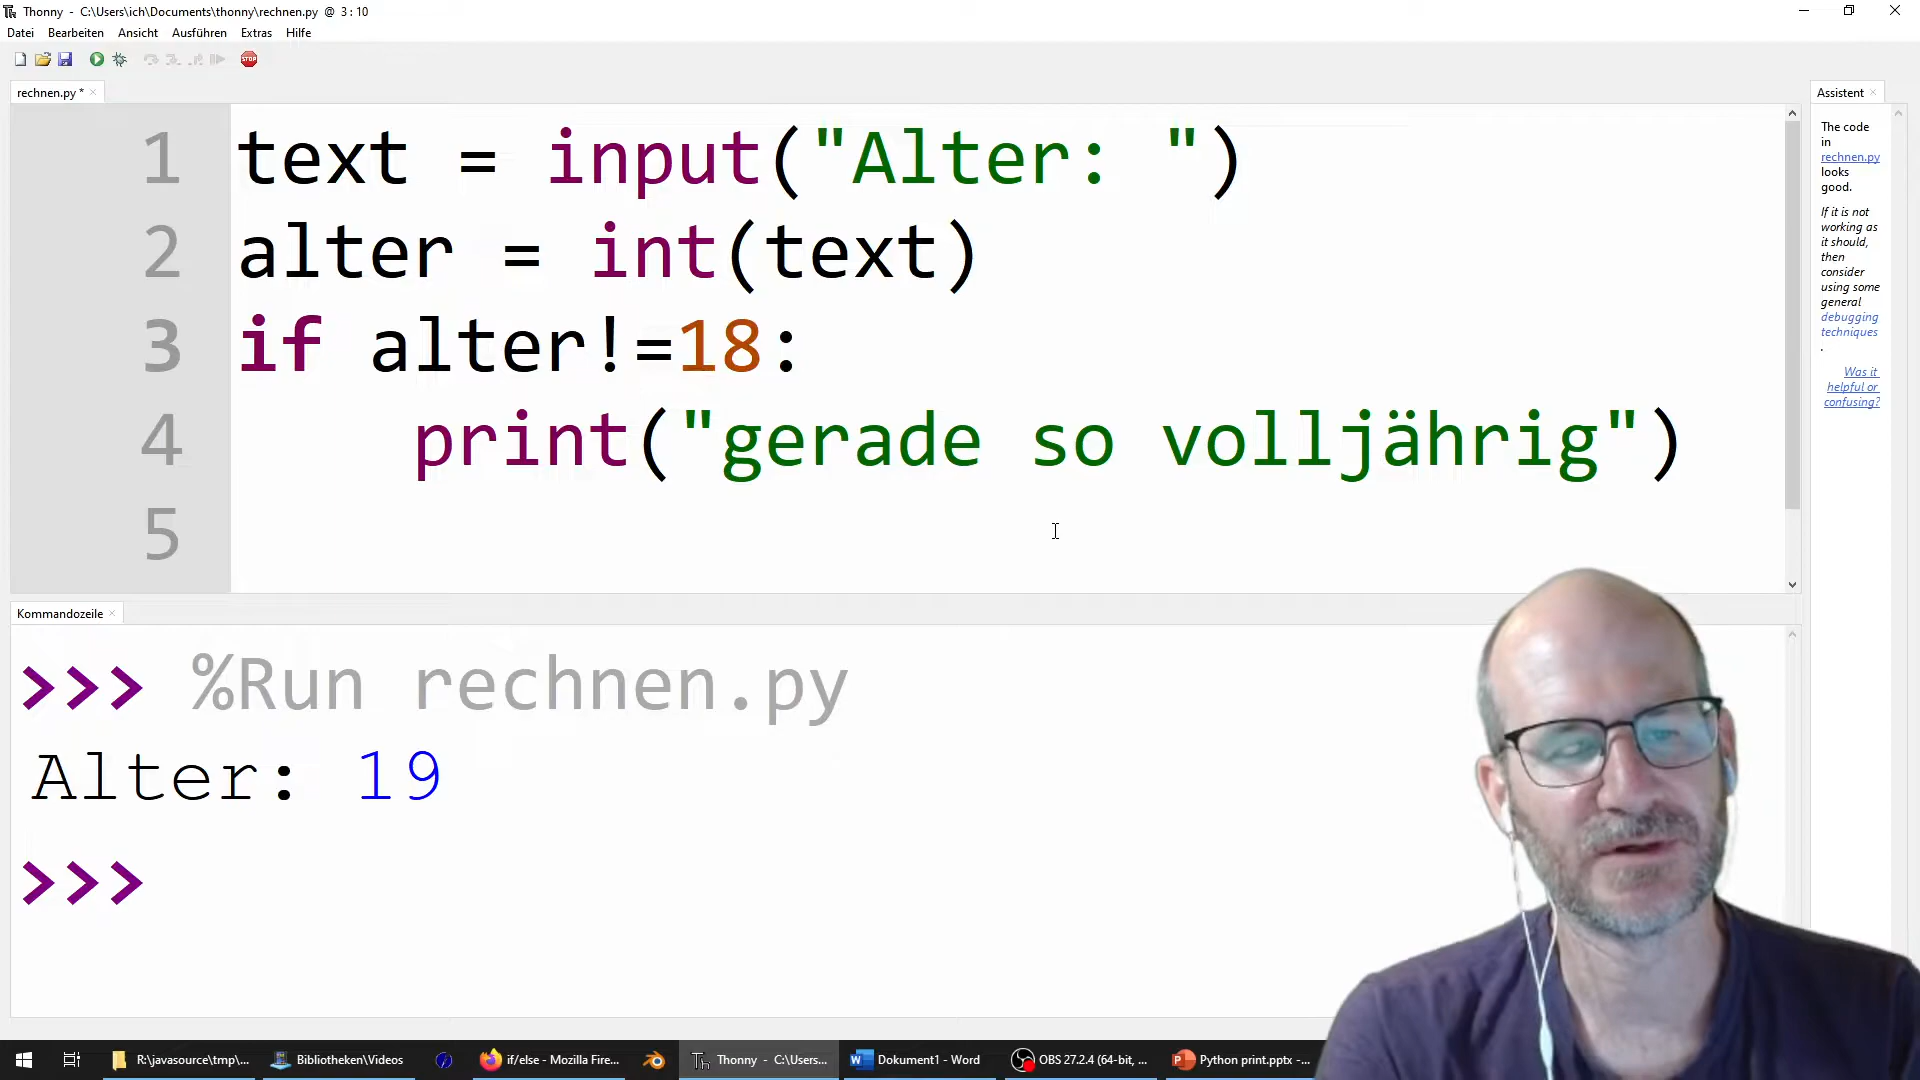 Thonny - C:\Users\ich\Documents\thonny\rechnen.py @ 3 : 10
Datei Bearbeiten Ansicht Ausführen Extras Hilfe
STOP
rechnen.py *
1 text = input("Alter: ")
2 alter = int(text)
3 if alter!=18:
4 print("gerade so volljährig")
5
Assistent
The code
in
rechnen.py
looks
good.
If it is not
working as
it should,
then
consider
using some
general
debugging
techniques
.
Was it
helpful or
confusing?
Kommandozeile
>>> %Run rechnen.py
Alter: 19
>>>
R:\javasource\tmp\... Bibliotheken\Videos if/else - Mozilla Fire... Thonny - C:\Users... Dokument1 - Word OBS 27.2.4 (64-bit, ... Python print.pptx -...